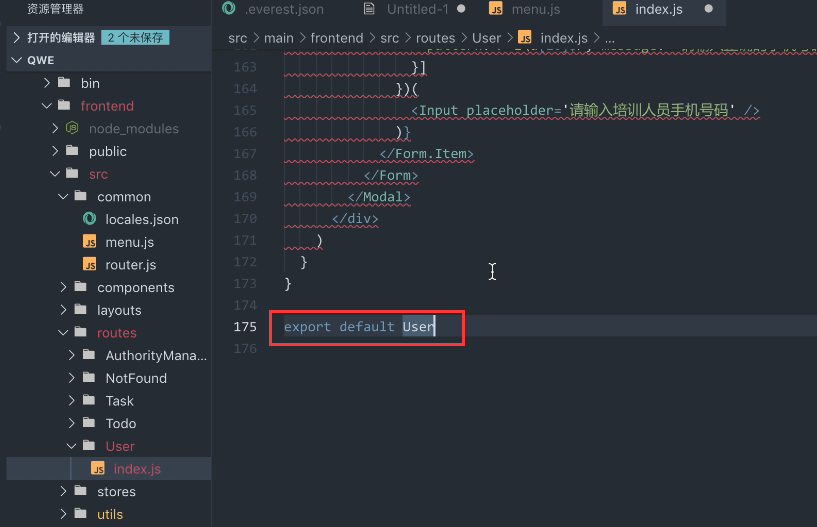 资源管理器
.everest.json
Untitled-1
menu.js
index.js
打开的编辑器 2 个未保存
src > main > frontend > src > routes > User > index.js > ...
QWE
bin
frontend
node_modules
public
src
common
locales.json
menu.js
router.js
components
layouts
routes
AuthorityMana...
NotFound
Task
Todo
User
index.js
stores
utils
163 }]
164 })(
165 <Input placeholder='请输入培训人员手机号码' />
166 )}
167 </Form.Item>
168 </Form>
169 </Modal>
170 </div>
171 )
172 }
173 }
174
175 export default User
176